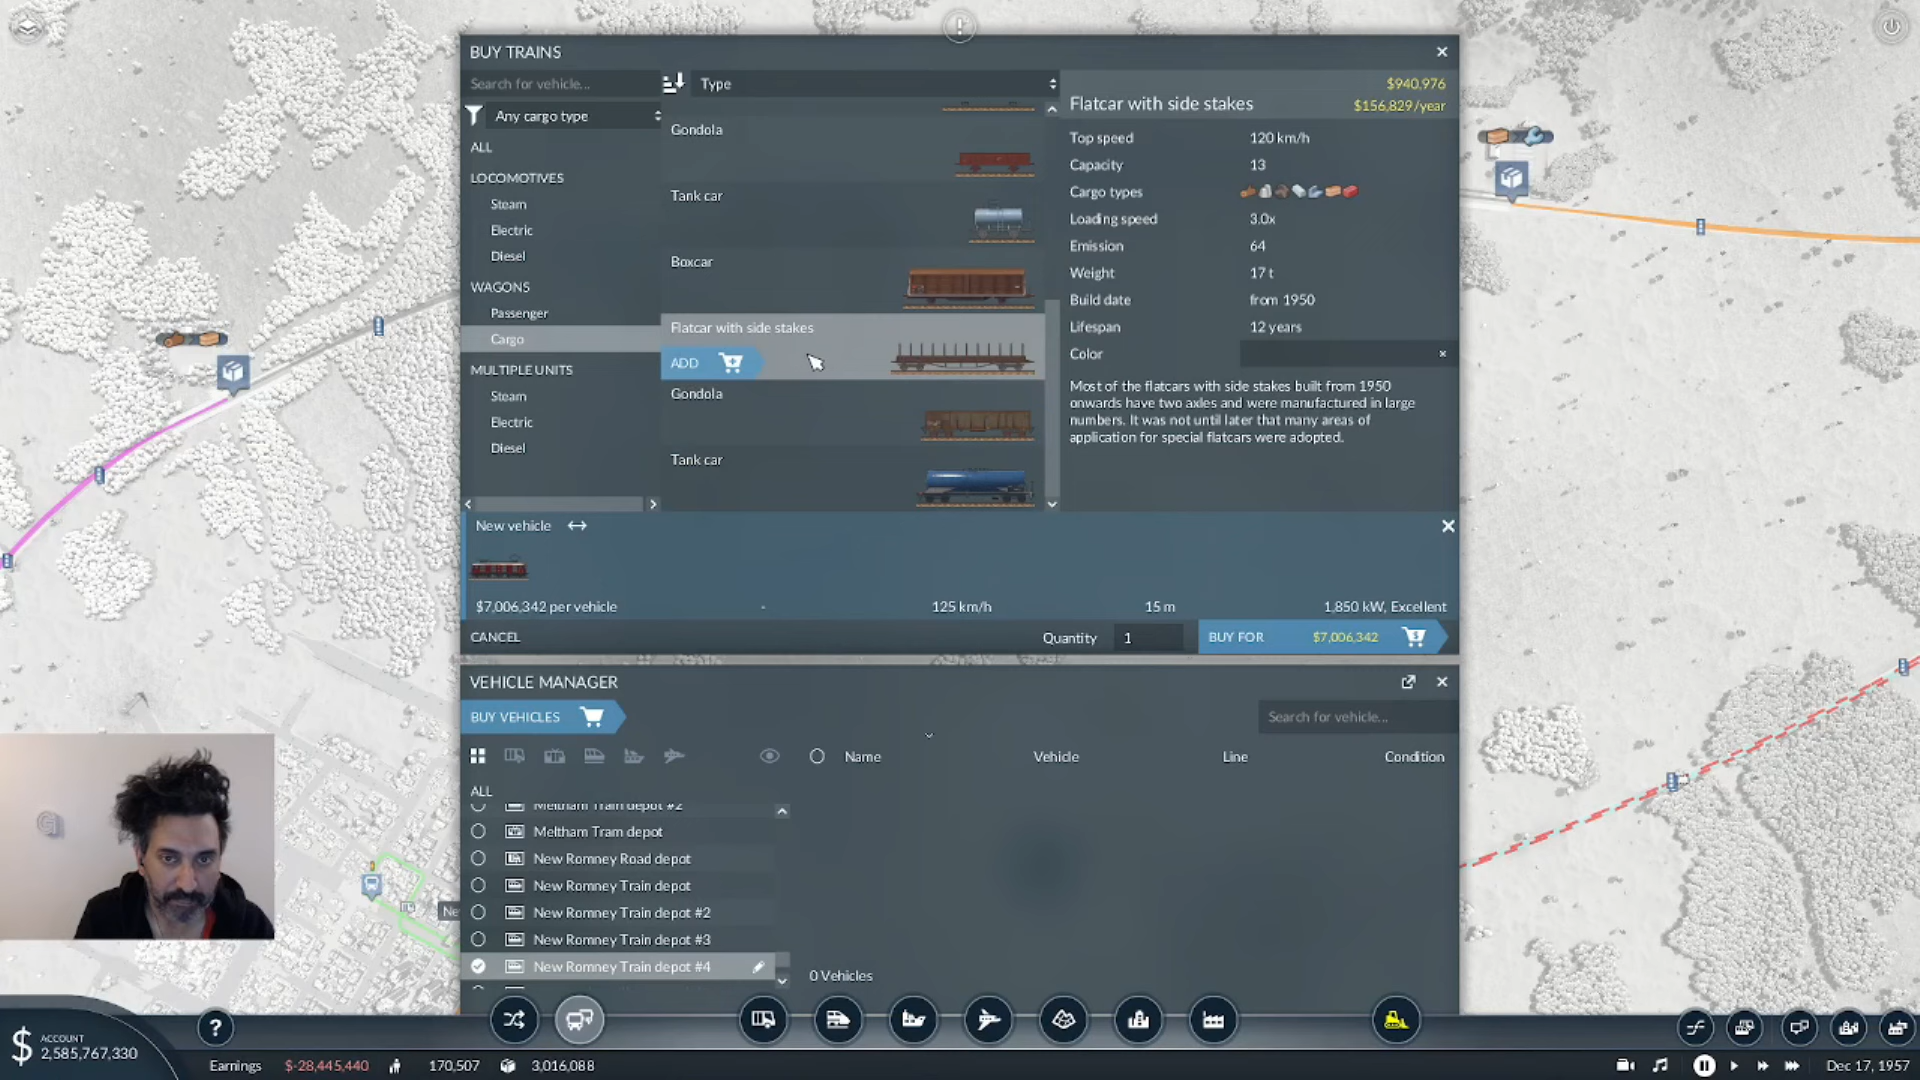 BUY TRAINS
Search for vehicle...
Type
Any cargo type
ALL
LOCOMOTIVES
Steam
Electric
Diesel
WAGONS
Passenger
Cargo
MULTIPLE UNITS
Steam
Electric
Diesel
Gondola
Tank car
Boxcar
Flatcar with side stakes
ADD
Gondola
Tank car
$940,976
Flatcar with side stakes
$156,829/year
Top speed 120 km/h
Capacity 13
Cargo types
Loading speed 3.0x
Emission 64
Weight 17 t
Build date from 1950
Lifespan 12 years
Color
Most of the flatcars with side stakes built from 1950
onwards have two axles and were manufactured in large
numbers. It was not until later that many areas of
application for special flatcars were adopted.
New vehicle
$7,006,342 per vehicle - 125 km/h 15 m 1,850 kW, Excellent
CANCEL
Quantity 1
BUY FOR $7,006,342
VEHICLE MANAGER
BUY VEHICLES
Search for vehicle...
Name Vehicle Line Condition
ALL
Meltham Train depot #2
Meltham Tram depot
New Romney Road depot
New Romney Train depot
New Romney Train depot #2
New Romney Train depot #3
New Romney Train depot #4
0 Vehicles
Ne
?
$ ACCOUNT
2,585,767,330
Earnings $-28,445,440 170,507 3,016,088
Dec 17, 1957